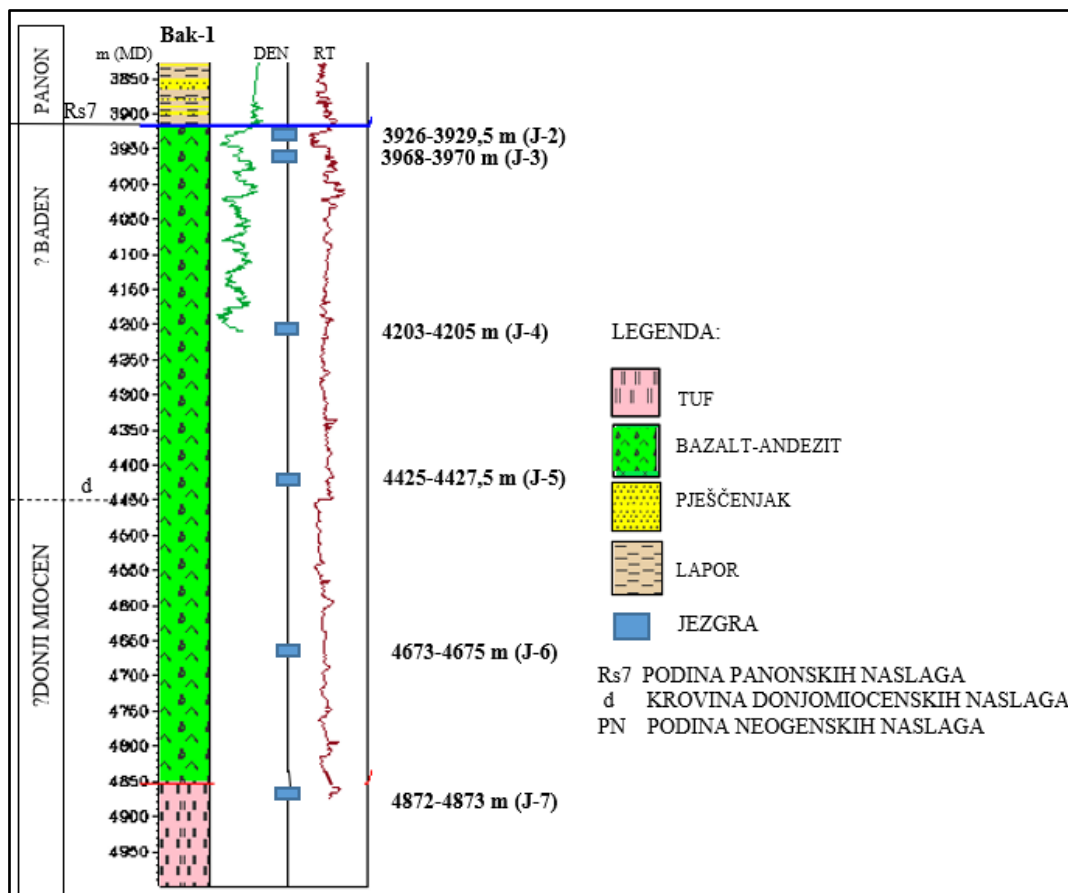 Bak-1
m (MD) DEN RT
PANON
Rs7
? BADEN
d
?DONJI MIOCEN
3850
3900
3950
4000
4050
4100
4150
4200
4250
4300
4350
4400
4450
4500
4550
4600
4650
4700
4750
4800
4850
4900
4950
3926-3929,5 m (J-2)
3968-3970 m (J-3)
4203-4205 m (J-4)
4425-4427,5 m (J-5)
4673-4675 m (J-6)
4872-4873 m (J-7)
LEGENDA:
TUF
BAZALT-ANDEZIT
PJEŠČENJAK
LAPOR
JEZGRA
Rs7 PODINA PANONSKIH NASLAGA
d KROVINA DONJOMIOCENSKIH NASLAGA
PN PODINA NEOGENSKIH NASLAGA